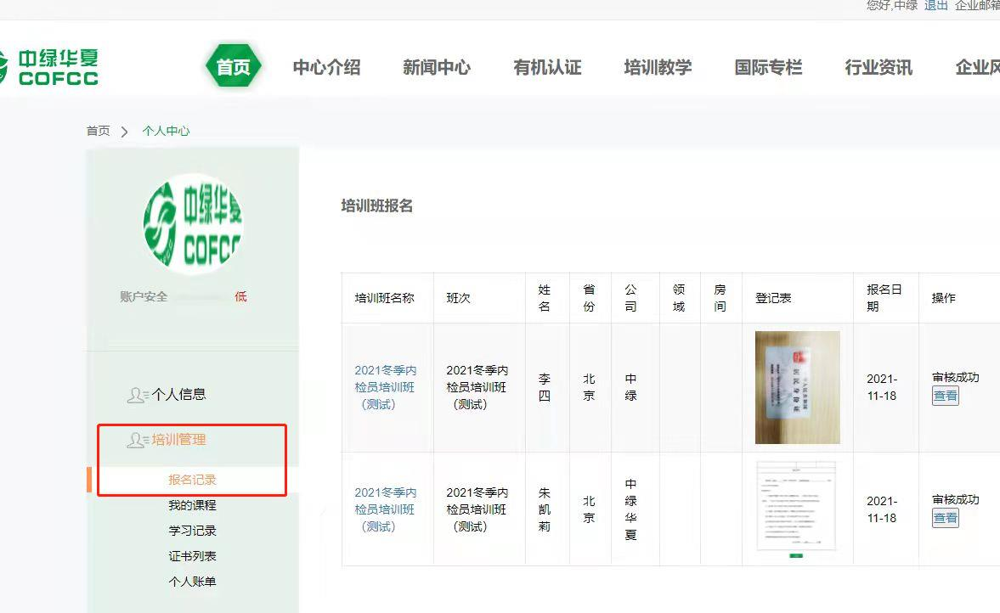 您好,中绿 退出 企业邮箱
中绿华夏
COFCC
首页 中心介绍 新闻中心 有机认证 培训教学 国际专栏 行业资讯 企业风
首页 > 个人中心
中绿华夏
COFCC
账户安全 低
个人信息
培训管理
报名记录
我的课程
学习记录
证书列表
个人账单
培训班报名
培训班名称 班次 姓名 省份 公司 领域 房间 登记表 报名日期 操作
2021冬季内检员培训班（测试） 2021冬季内检员培训班（测试） 李四 北京 中绿 2021-11-18 审核成功 查看
居民身份证
2021冬季内检员培训班（测试） 2021冬季内检员培训班（测试） 朱凯莉 北京 中绿华夏 2021-11-18 审核成功 查看